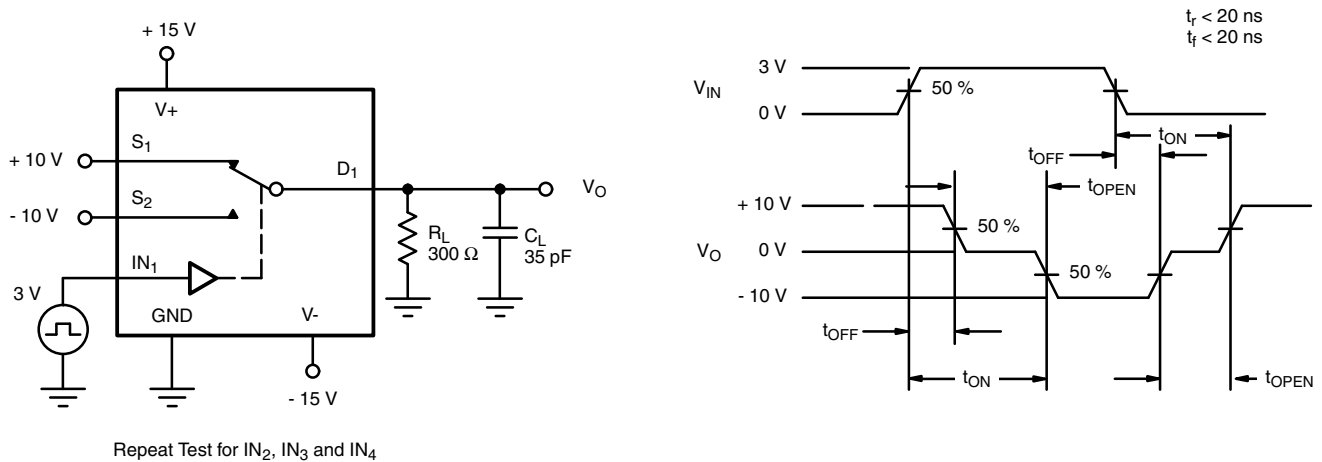 + 15 V
V+
+ 10 V
S1
D1
VO
- 10 V
S2
RL
300 Ω
CL
35 pF
IN1
3 V
GND
V-
- 15 V
Repeat Test for IN2, IN3 and IN4
tr < 20 ns
tf < 20 ns
VIN
3 V
50 %
0 V
tON
tOFF
tOPEN
+ 10 V
50 %
VO
0 V
50 %
- 10 V
tOFF
tON
tOPEN